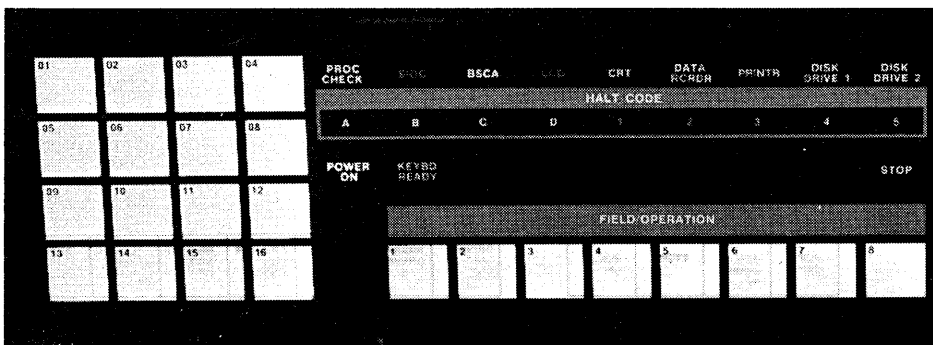 01 02 03 04
PROC CHECK SIOC BSCA LCD CRT DATA RCRDR PRINTR DISK DRIVE 1 DISK DRIVE 2
HALT CODE
05 06 07 08
A B C D 1 2 3 4 5
POWER ON KEYBD READY STOP
09 10 11 12
FIELD/OPERATION
13 14 15 16
1 2 3 4 5 6 7 8